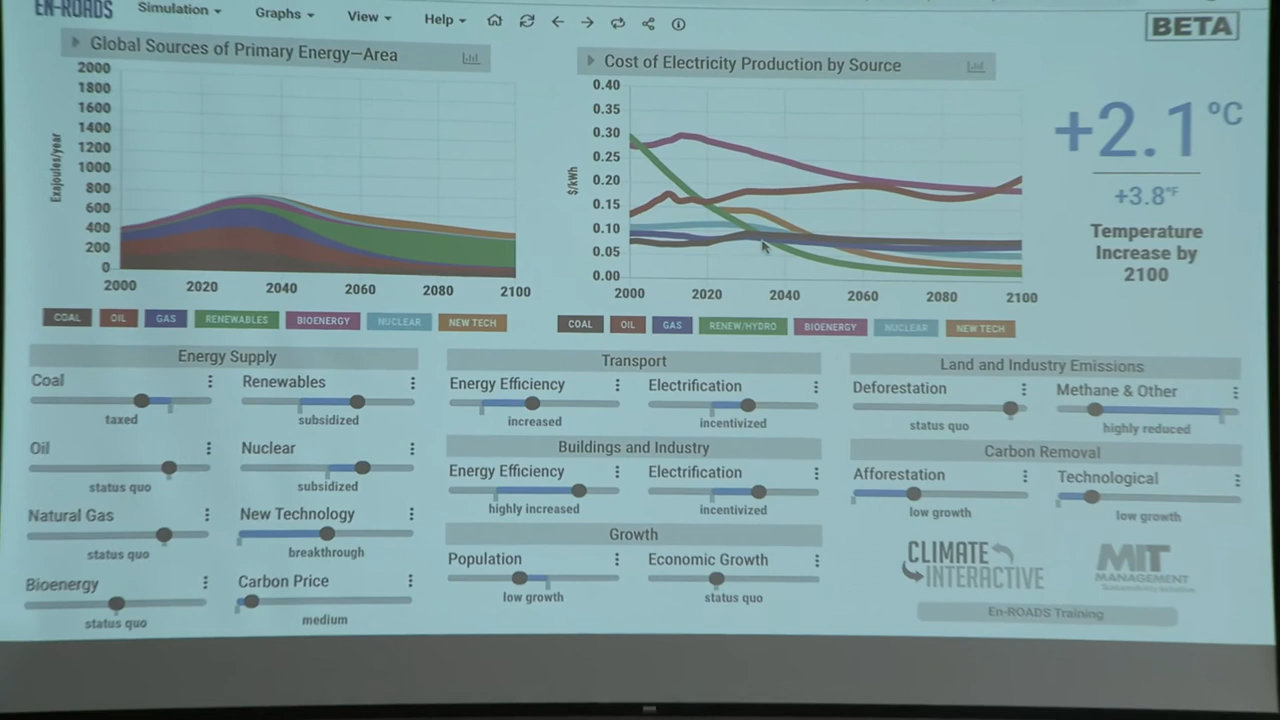 EN-ROADS
Simulation
Graphs
View
Help
BETA
Global Sources of Primary Energy—Area
2000
1800
1600
1400
1200
1000
800
600
400
200
0
Exajoules/year
2000 2020 2040 2060 2080 2100
COAL OIL GAS RENEWABLES BIOENERGY NUCLEAR NEW TECH
Cost of Electricity Production by Source
0.40
0.35
0.30
0.25
0.20
0.15
0.10
0.05
0.00
$/kWh
2000 2020 2040 2060 2080 2100
COAL OIL GAS RENEW/HYDRO BIOENERGY NUCLEAR NEW TECH
+2.1°C
+3.8°F
Temperature
Increase by
2100
Energy Supply
Coal
taxed
Renewables
subsidized
Oil
status quo
Nuclear
subsidized
Natural Gas
status quo
New Technology
breakthrough
Bioenergy
status quo
Carbon Price
medium
Transport
Energy Efficiency
increased
Electrification
incentivized
Buildings and Industry
Energy Efficiency
highly increased
Electrification
incentivized
Growth
Population
low growth
Economic Growth
status quo
Land and Industry Emissions
Deforestation
status quo
Methane & Other
highly reduced
Carbon Removal
Afforestation
low growth
Technological
low growth
CLIMATE
INTERACTIVE
MIT
MANAGEMENT
En-ROADS Training